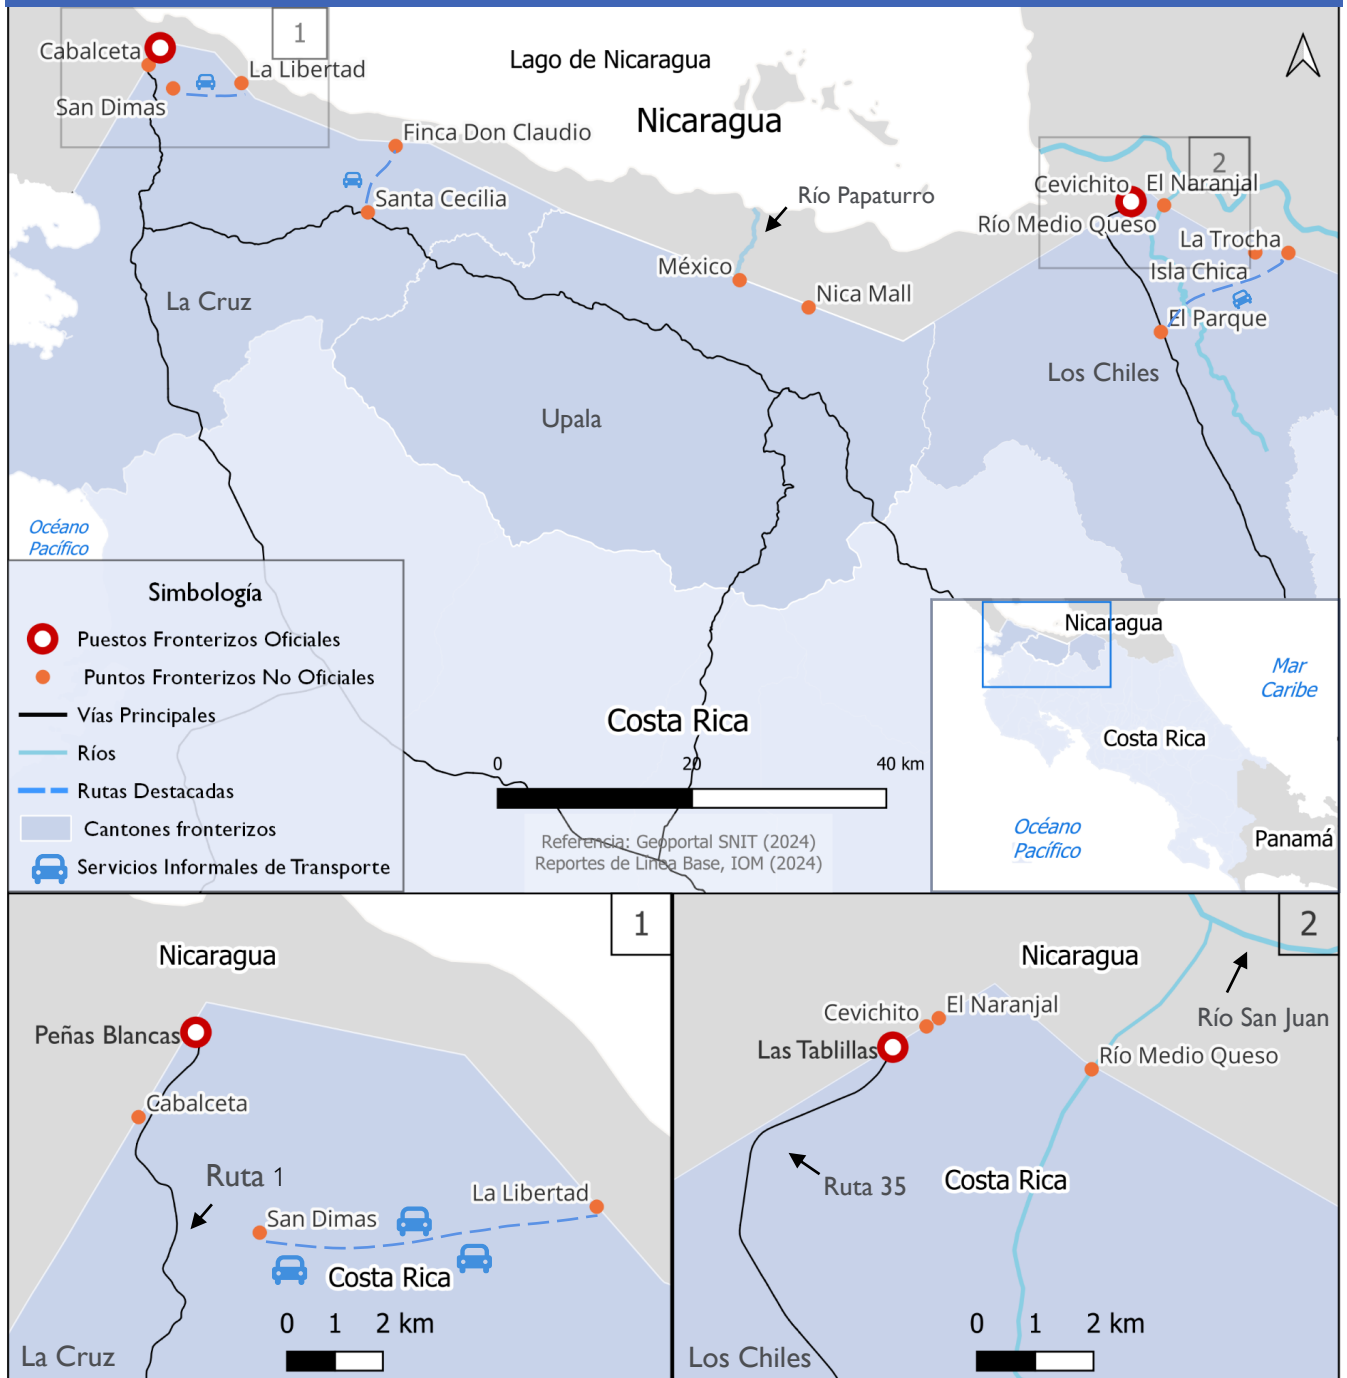 1
Cabalceta
La Libertad
San Dimas
Lago de Nicaragua
Nicaragua
Finca Don Claudio
Santa Cecilia
Río Papaturro
México
Nica Mall
2
Cevichito
El Naranjal
Río Medio Queso
La Trocha
Isla Chica
El Parque
La Cruz
Upala
Los Chiles
Océano
Pacífico
Costa Rica
0 20 40 km
Referencia: Geoportal SNIT (2024)
Reportes de Línea Base, IOM (2024)
Simbología
Puestos Fronterizos Oficiales
Puntos Fronterizos No Oficiales
Vías Principales
Ríos
Rutas Destacadas
Cantones fronterizos
Servicios Informales de Transporte
Nicaragua
Mar
Caribe
Costa Rica
Océano
Pacífico
Panamá
1
Nicaragua
Peñas Blancas
Cabalceta
Ruta 1
La Libertad
San Dimas
Costa Rica
0 1 2 km
La Cruz
2
Nicaragua
Cevichito
El Naranjal
Río San Juan
Las Tablillas
Río Medio Queso
Ruta 35
Costa Rica
0 1 2 km
Los Chiles